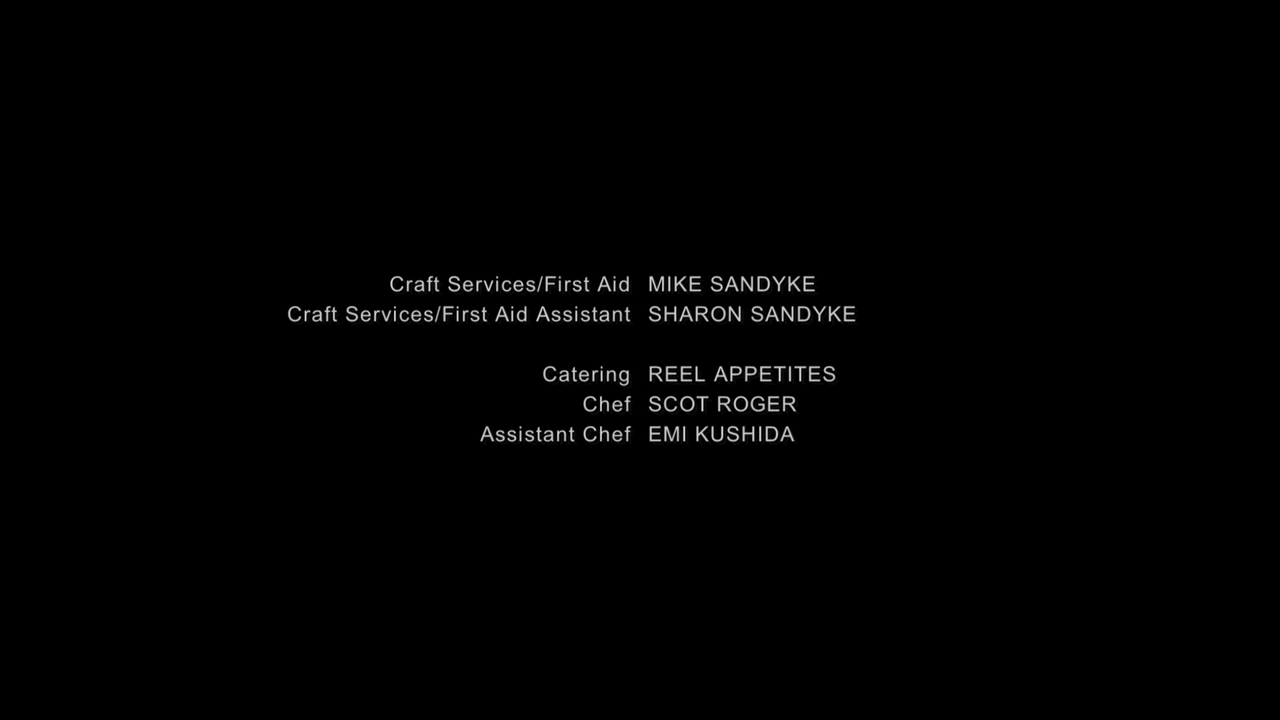 Craft Services/First Aid MIKE SANDYKE
Craft Services/First Aid Assistant SHARON SANDYKE
Catering REEL APPETITES
Chef SCOT ROGER
Assistant Chef EMI KUSHIDA